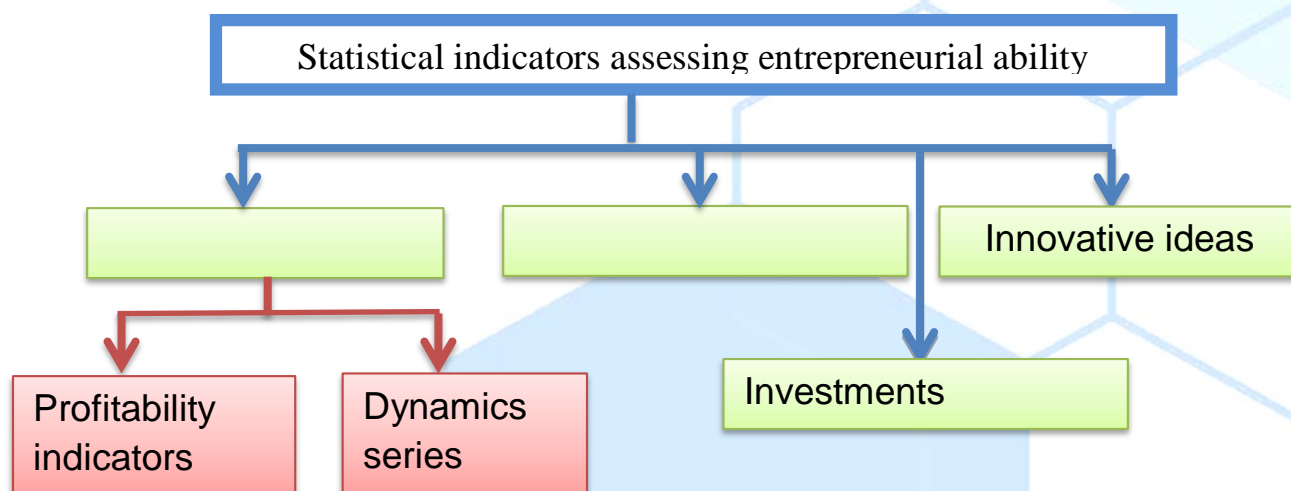 Statistical indicators assessing entrepreneurial ability
Innovative ideas
Investments
Profitability
indicators
Dynamics
series